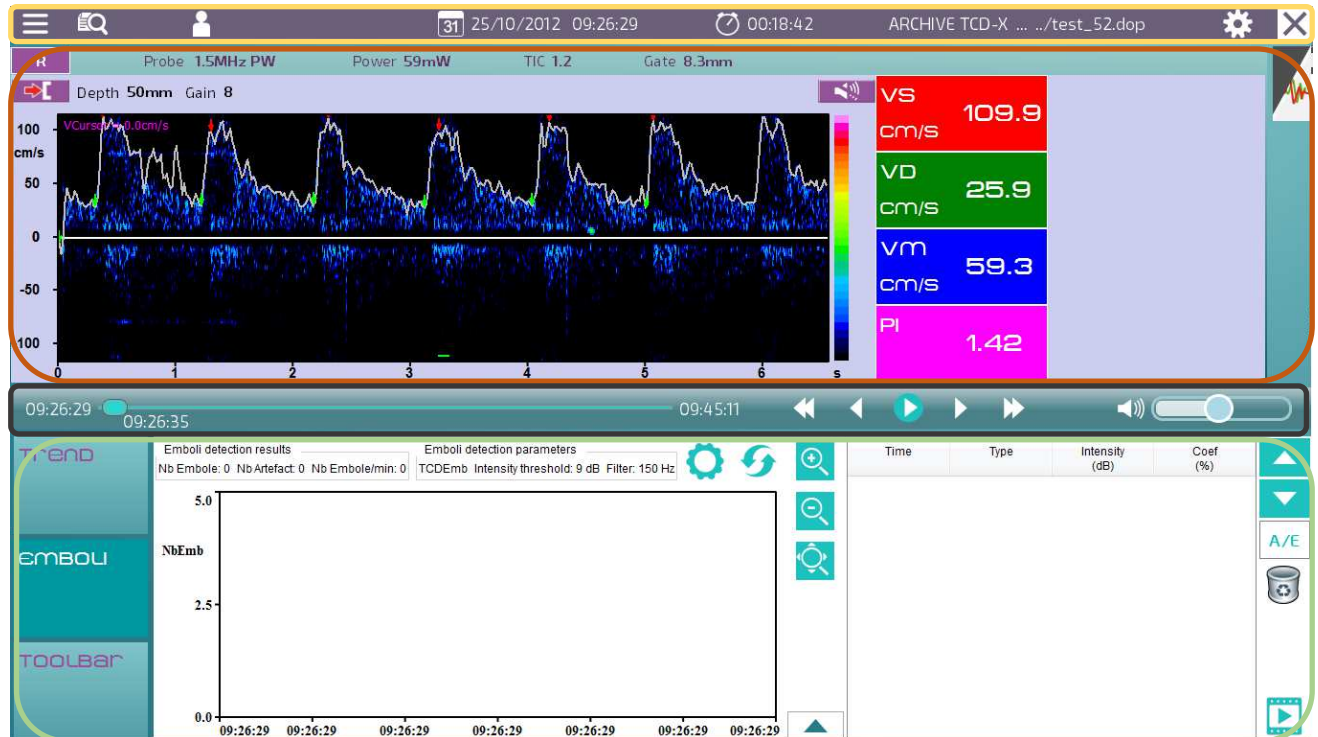 31 25/10/2012 09:26:29 00:18:42 ARCHIVE TCD-X ... ../test_52.dop
R Probe 1.5MHz PW Power 59mW TIC 1.2 Gate 8.3mm
Depth 50mm Gain 8
VCursor = 0.0cm/s
100
cm/s
50
0
-50
100
0 1 2 3 4 5 6 s
VS
cm/s
109.9
VD
cm/s
25.9
Vm
cm/s
59.3
PI
1.42
09:26:29 09:26:35 09:45:11
Trend
EMBOLI
Toolbar
Emboli detection results
Nb Embole: 0 Nb Artefact: 0 Nb Embole/min: 0
Emboli detection parameters
TCDEmb Intensity threshold: 9 dB Filter: 150 Hz
5.0
NbEmb
2.5
0.0
09:26:29 09:26:29 09:26:29 09:26:29 09:26:29 09:26:29 09:26:29
Time Type Intensity (dB) Coef (%)
A/E